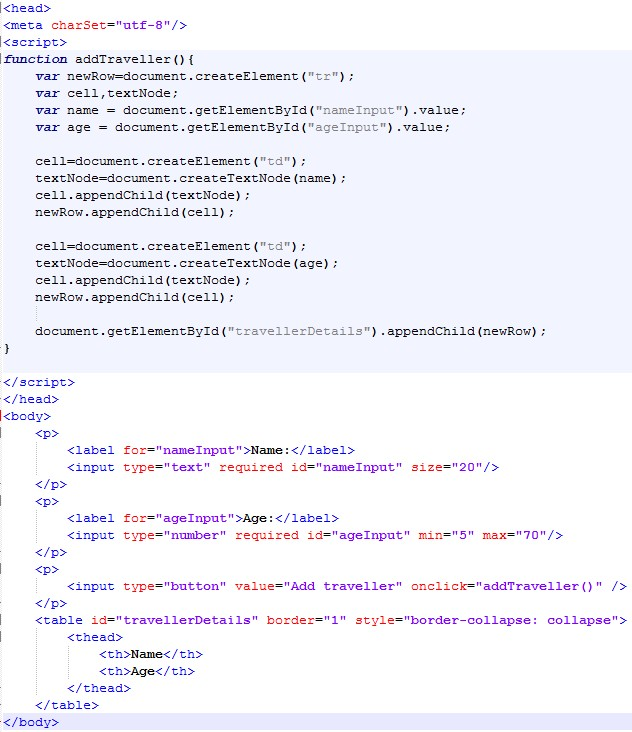 <head>
<meta charSet="utf-8"/>
<script>
function addTraveller(){
    var newRow=document.createElement("tr");
    var cell,textNode;
    var name = document.getElementById("nameInput").value;
    var age = document.getElementById("ageInput").value;

    cell=document.createElement("td");
    textNode=document.createTextNode(name);
    cell.appendChild(textNode);
    newRow.appendChild(cell);

    cell=document.createElement("td");
    textNode=document.createTextNode(age);
    cell.appendChild(textNode);
    newRow.appendChild(cell);

    document.getElementById("travellerDetails").appendChild(newRow);
}

</script>
</head>
<body>
    <p>
        <label for="nameInput">Name:</label>
        <input type="text" required id="nameInput" size="20"/>
    </p>
    <p>
        <label for="ageInput">Age:</label>
        <input type="number" required id="ageInput" min="5" max="70"/>
    </p>
    <p>
        <input type="button" value="Add traveller" onclick="addTraveller()" />
    </p>
    <table id="travellerDetails" border="1" style="border-collapse: collapse">
        <thead>
            <th>Name</th>
            <th>Age</th>
        </thead>
    </table>
</body>